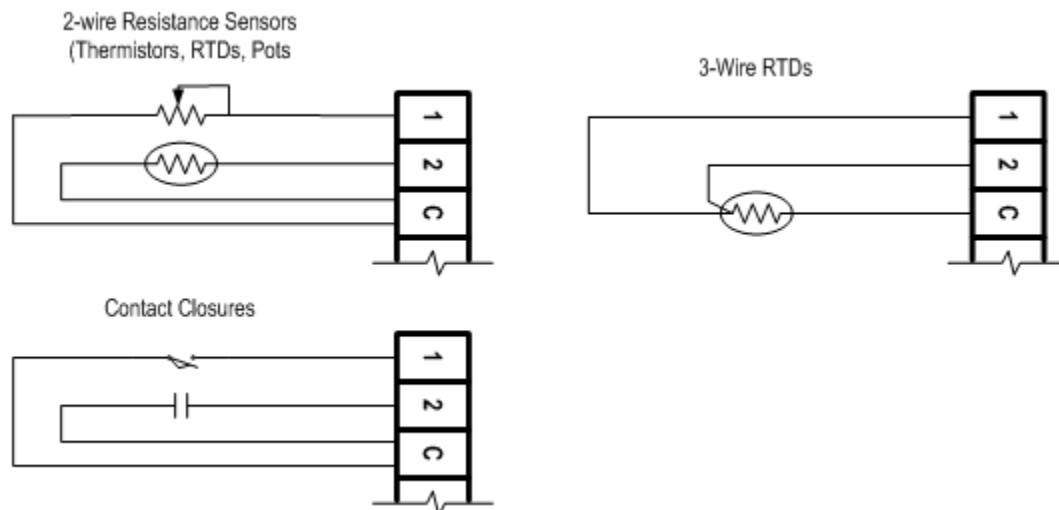 2-wire Resistance Sensors
(Thermistors, RTDs, Pots
1
2
C
3-Wire RTDs
1
2
C
Contact Closures
1
2
C